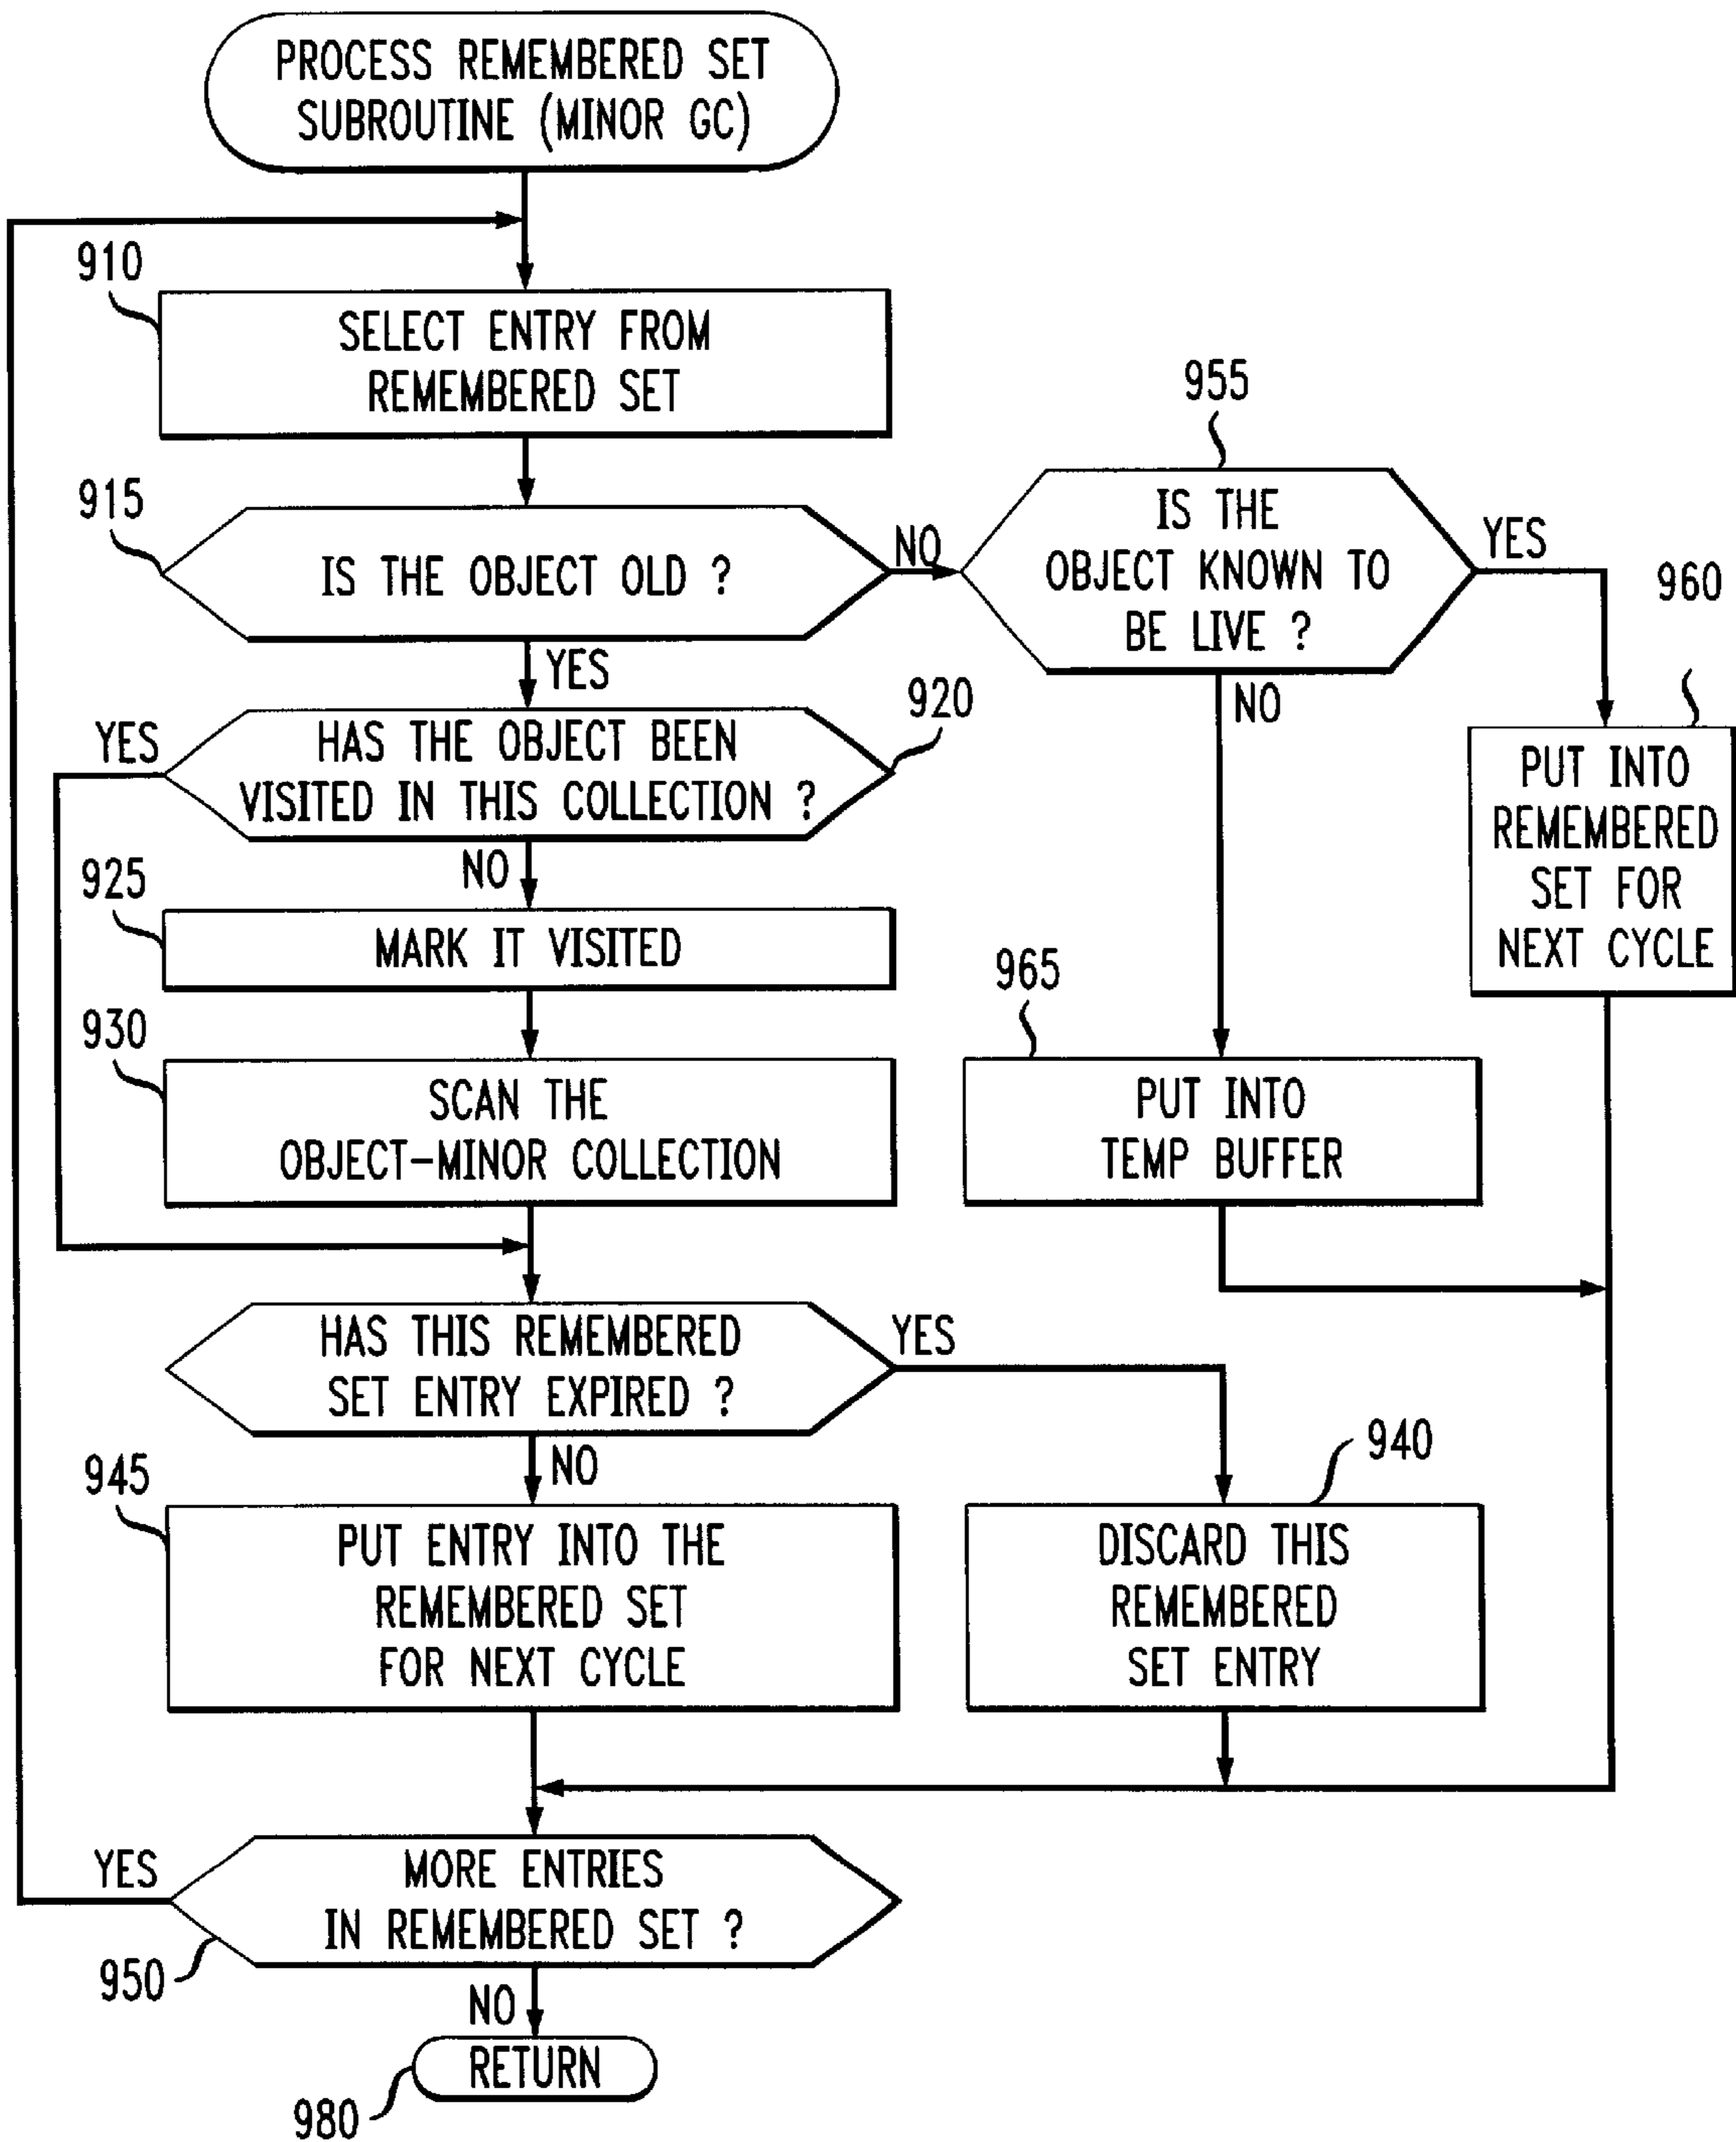 PROCESS REMEMBERED SET
SUBROUTINE (MINOR GC)
910
SELECT ENTRY FROM
REMEMBERED SET
915
IS THE OBJECT OLD ?
NO
YES
955
IS THE
OBJECT KNOWN TO
BE LIVE ?
YES
NO
960
PUT INTO
REMEMBERED
SET FOR
NEXT CYCLE
920
HAS THE OBJECT BEEN
VISITED IN THIS COLLECTION ?
YES
NO
925
MARK IT VISITED
930
SCAN THE
OBJECT-MINOR COLLECTION
965
PUT INTO
TEMP BUFFER
HAS THIS REMEMBERED
SET ENTRY EXPIRED ?
YES
NO
940
DISCARD THIS
REMEMBERED
SET ENTRY
945
PUT ENTRY INTO THE
REMEMBERED SET
FOR NEXT CYCLE
YES
MORE ENTRIES
IN REMEMBERED SET ?
950
NO
RETURN
980